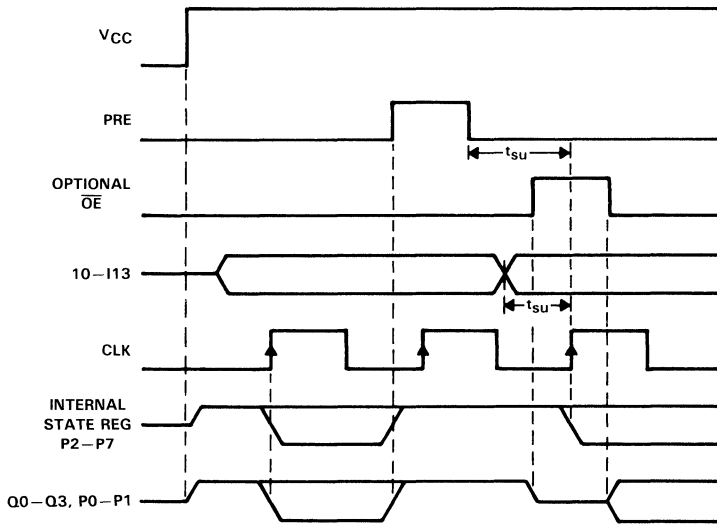 VCC
PRE
tsu
OPTIONAL
OE
10–I13
tsu
CLK
INTERNAL
STATE REG
P2–P7
Q0–Q3, P0–P1